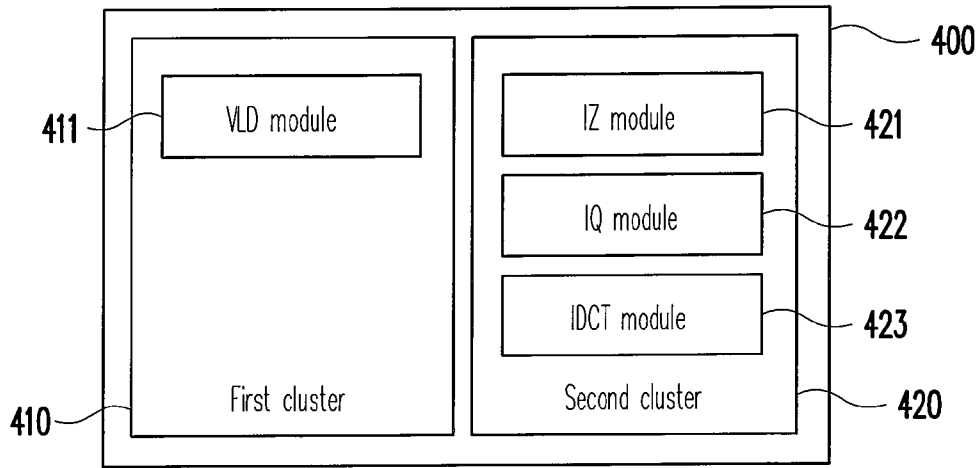 400
411
VLD module
IZ module
421
IQ module
422
IDCT module
423
410
First cluster
Second cluster
420